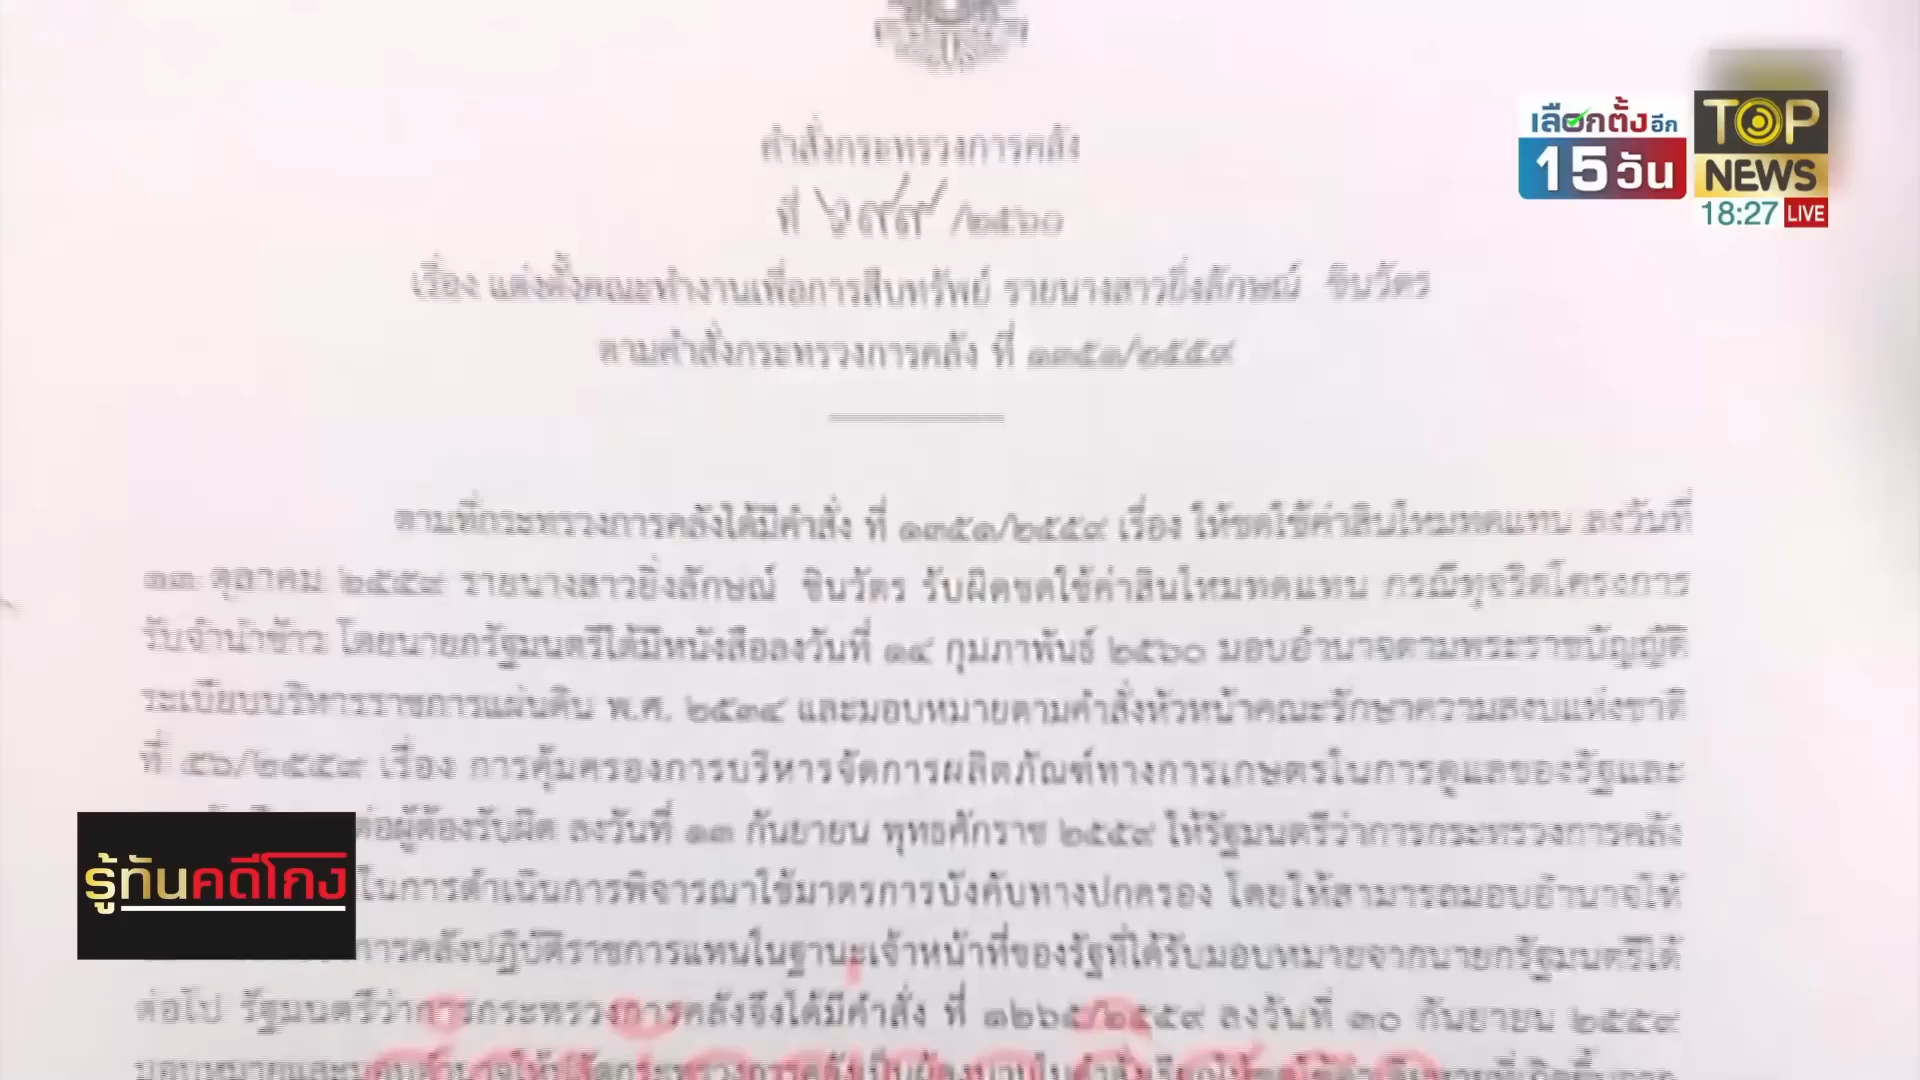 คำสั่งกระทรวงการคลัง
ที่ ๖๙๙/๒๕๖๐
เรื่อง แต่งตั้งคณะทำงานเพื่อการสืบทรัพย์ รายนางสาวยิ่งลักษณ์ ชินวัตร
ตามคำสั่งกระทรวงการคลัง ที่ ๑๓๕๑/๒๕๕๙
เลือกตั้งอีก
15 วัน
TOP
NEWS
18:27 LIVE
ตามที่กระทรวงการคลังได้มีคำสั่ง ที่ ๑๓๕๑/๒๕๕๙ เรื่อง ให้ชดใช้ค่าสินไหมทดแทน ลงวันที่
๑๓ ตุลาคม ๒๕๕๙ รายนางสาวยิ่งลักษณ์ ชินวัตร รับผิดชดใช้ค่าสินไหมทดแทน กรณีทุจริตโครงการ
รับจำนำข้าว โดยนายกรัฐมนตรีได้มีหนังสือลงวันที่ ๑๔ กุมภาพันธ์ ๒๕๖๐ มอบอำนาจตามพระราชบัญญัติ
ระเบียบบริหารราชการแผ่นดิน พ.ศ. ๒๕๓๔ และมอบหมายตามคำสั่งหัวหน้าคณะรักษาความสงบแห่งชาติ
ที่ ๕๖/๒๕๕๙ เรื่อง การคุ้มครองการบริหารจัดการผลิตภัณฑ์ทางการเกษตรในการดูแลของรัฐและ
ต่อผู้ต้องรับผิด ลงวันที่ ๑๓ กันยายน พุทธศักราช ๒๕๕๙ ให้รัฐมนตรีว่าการกระทรวงการคลัง
ในการดำเนินการพิจารณาใช้มาตรการบังคับทางปกครอง โดยให้สามารถมอบอำนาจให้
การคลังปฏิบัติราชการแทนในฐานะเจ้าหน้าที่ของรัฐที่ได้รับมอบหมายจากนายกรัฐมนตรีได้
ต่อไป รัฐมนตรีว่าการกระทรวงการคลังจึงได้มีคำสั่ง ที่ ๑๒๖๕/๒๕๕๙ ลงวันที่ ๓๐ กันยายน ๒๕๕๙
รู้ทันคดีโกง